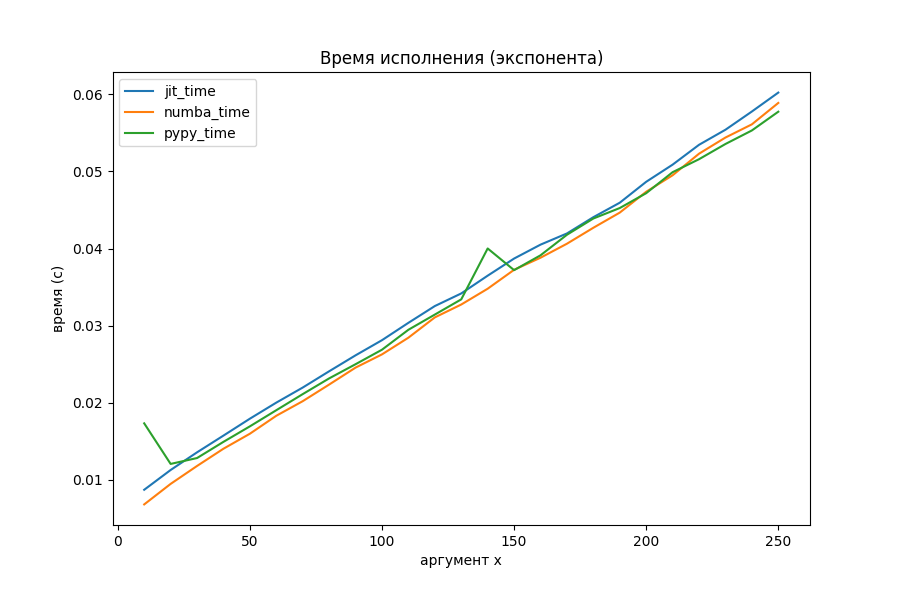 Время исполнения (экспонента)
jit_time
numba_time
pypy_time
0.06
0.05
0.04
0.03
0.02
0.01
время (с)
0
50
100
150
200
250
аргумент x